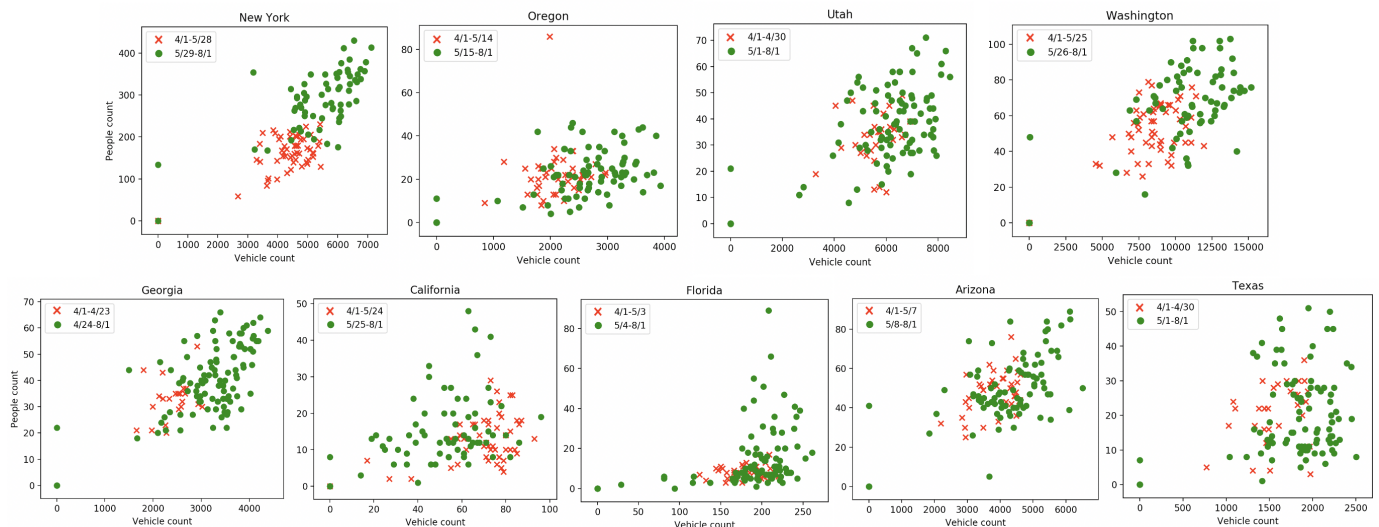 New York
4/1-5/28
5/29-8/1
People count
400
300
200
100
0
0 1000 2000 3000 4000 5000 6000 7000
Vehicle count
Oregon
4/1-5/14
5/15-8/1
80
60
40
20
0
0 1000 2000 3000 4000
Vehicle count
Utah
4/1-4/30
5/1-8/1
70
60
50
40
30
20
10
0
0 2000 4000 6000 8000
Vehicle count
Washington
4/1-5/25
5/26-8/1
100
80
60
40
20
0
0 2500 5000 7500 10000 12500 15000
Vehicle count
Georgia
4/1-4/23
4/24-8/1
People count
70
60
50
40
30
20
10
0
0 1000 2000 3000 4000
Vehicle count
California
4/1-5/24
5/25-8/1
50
40
30
20
10
0
0 20 40 60 80 100
Vehicle count
Florida
4/1-5/3
5/4-8/1
80
60
40
20
0
0 50 100 150 200 250
Vehicle count
Arizona
4/1-5/7
5/8-8/1
80
60
40
20
0
0 1000 2000 3000 4000 5000 6000
Vehicle count
Texas
4/1-4/30
5/1-8/1
50
40
30
20
10
0
0 500 1000 1500 2000 2500
Vehicle count